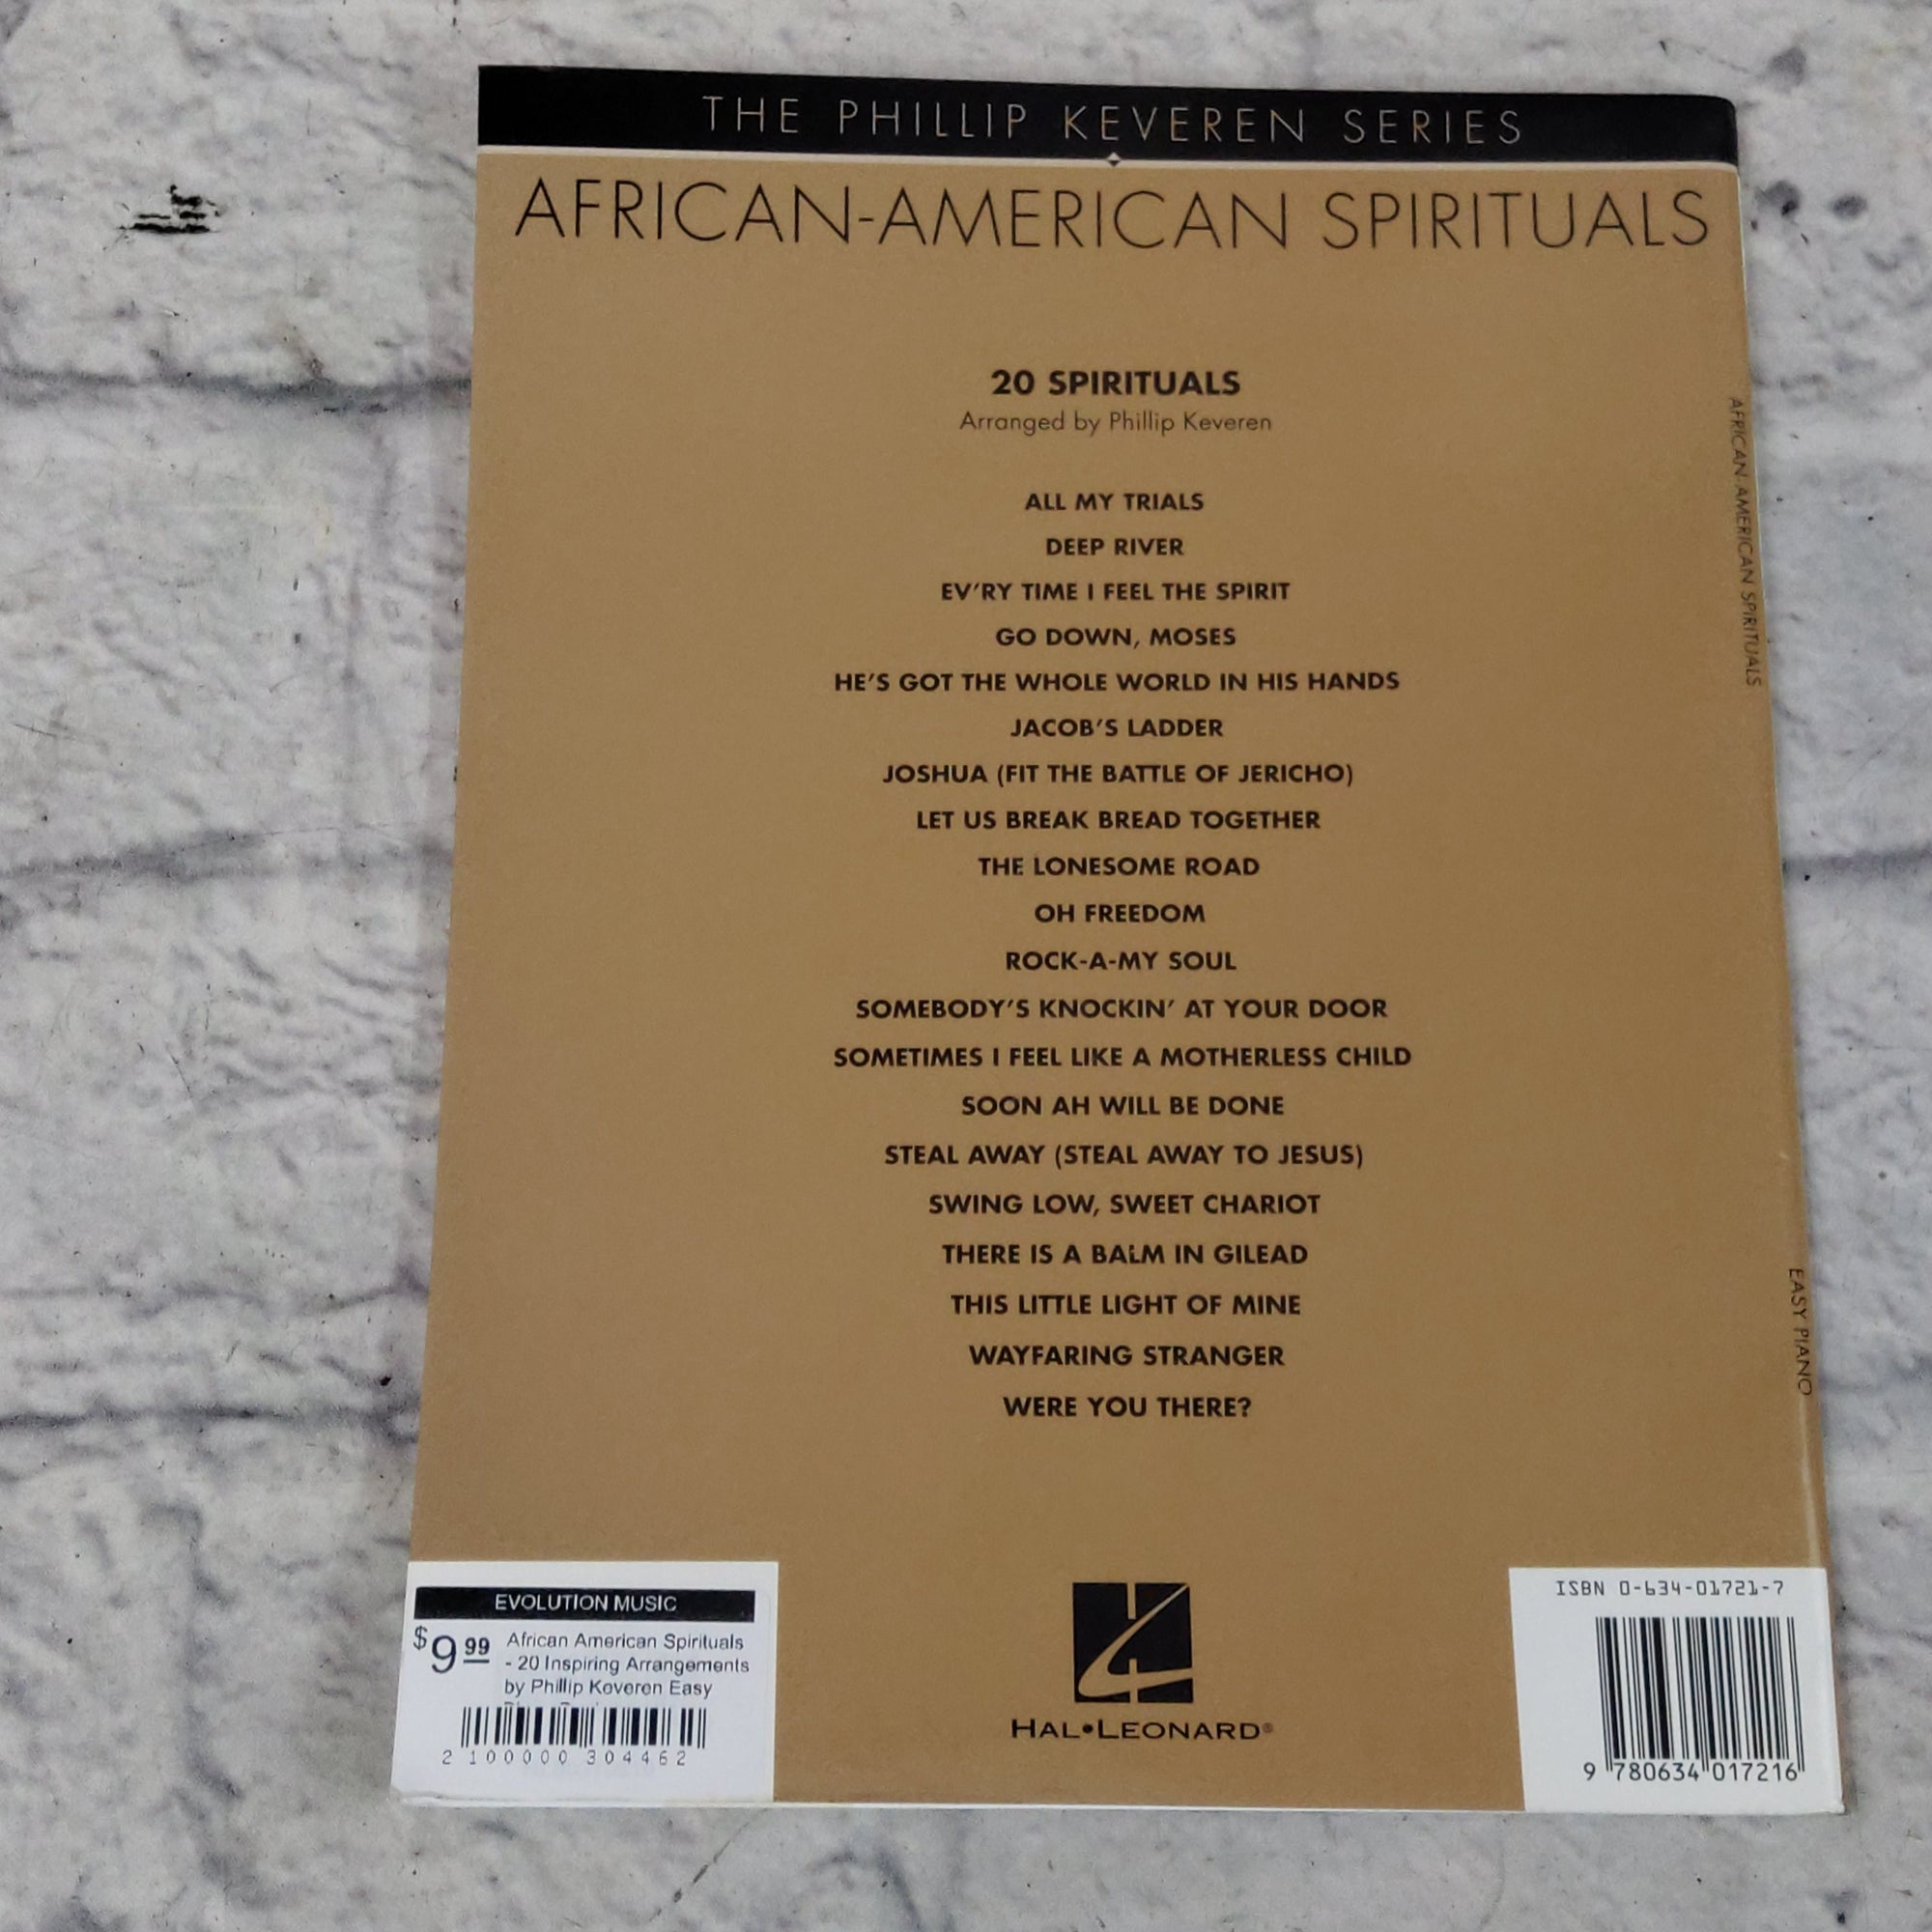 THE PHILLIP KEVEREN SERIES
AFRICAN-AMERICAN SPIRITUALS
20 SPIRITUALS
Arranged by Phillip Keveren
ALL MY TRIALS
DEEP RIVER
EV'RY TIME I FEEL THE SPIRIT
GO DOWN, MOSES
HE'S GOT THE WHOLE WORLD IN HIS HANDS
JACOB'S LADDER
JOSHUA (FIT THE BATTLE OF JERICHO)
LET US BREAK BREAD TOGETHER
THE LONESOME ROAD
OH FREEDOM
ROCK-A-MY SOUL
SOMEBODY'S KNOCKIN' AT YOUR DOOR
SOMETIMES I FEEL LIKE A MOTHERLESS CHILD
SOON AH WILL BE DONE
STEAL AWAY (STEAL AWAY TO JESUS)
SWING LOW, SWEET CHARIOT
THERE IS A BALM IN GILEAD
THIS LITTLE LIGHT OF MINE
WAYFARING STRANGER
WERE YOU THERE?
AFRICAN-AMERICAN SPIRITUALS
EASY PIANO
EVOLUTION MUSIC
$9.99
African American Spirituals
- 20 Inspiring Arrangements
by Phillip Keveren Easy
2 100000 304462
HAL•LEONARD®
ISBN 0-634-01721-7
9 780634 017216